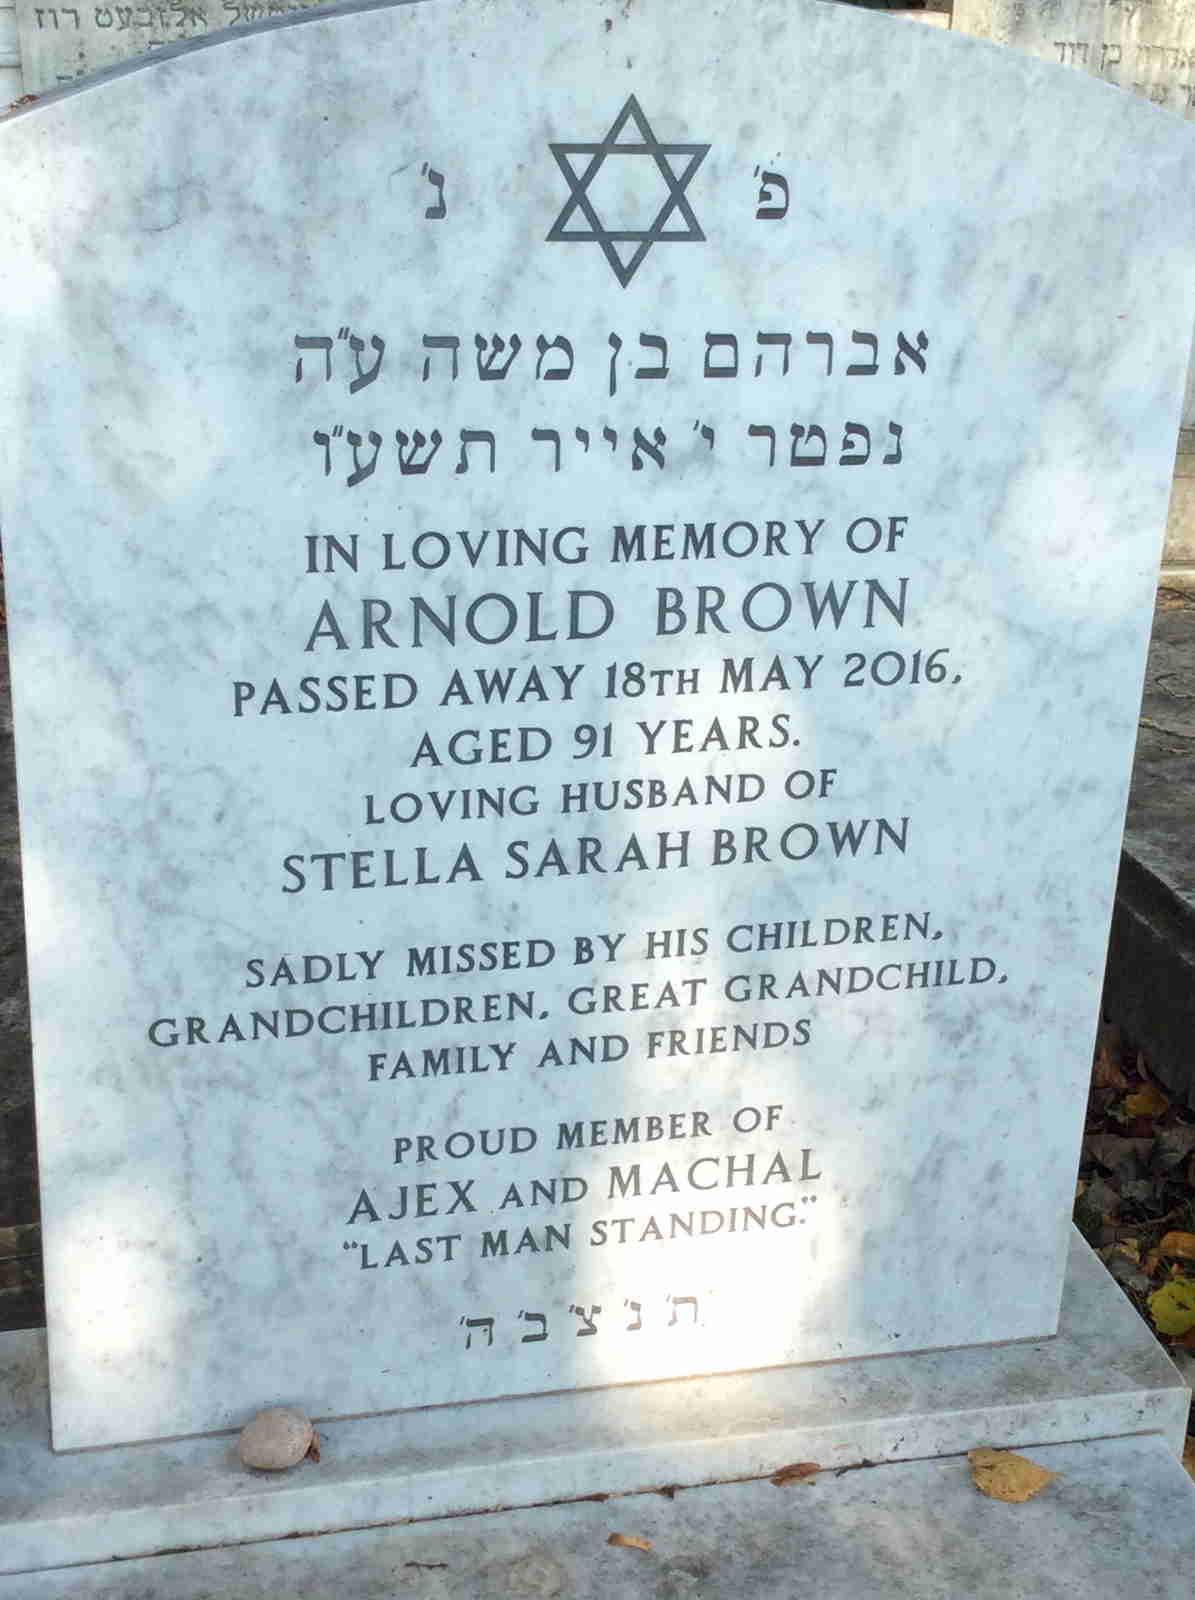 פ' נ'
אברהם בן משה ע"ה
נפטר י' אייר תשע"ו
IN LOVING MEMORY OF
ARNOLD BROWN
PASSED AWAY 18TH MAY 2016,
AGED 91 YEARS.
LOVING HUSBAND OF
STELLA SARAH BROWN
SADLY MISSED BY HIS CHILDREN,
GRANDCHILDREN, GREAT GRANDCHILD,
FAMILY AND FRIENDS
PROUD MEMBER OF
AJEX AND MACHAL
"LAST MAN STANDING."
ת' נ' צ' ב' ה'
בן דוד